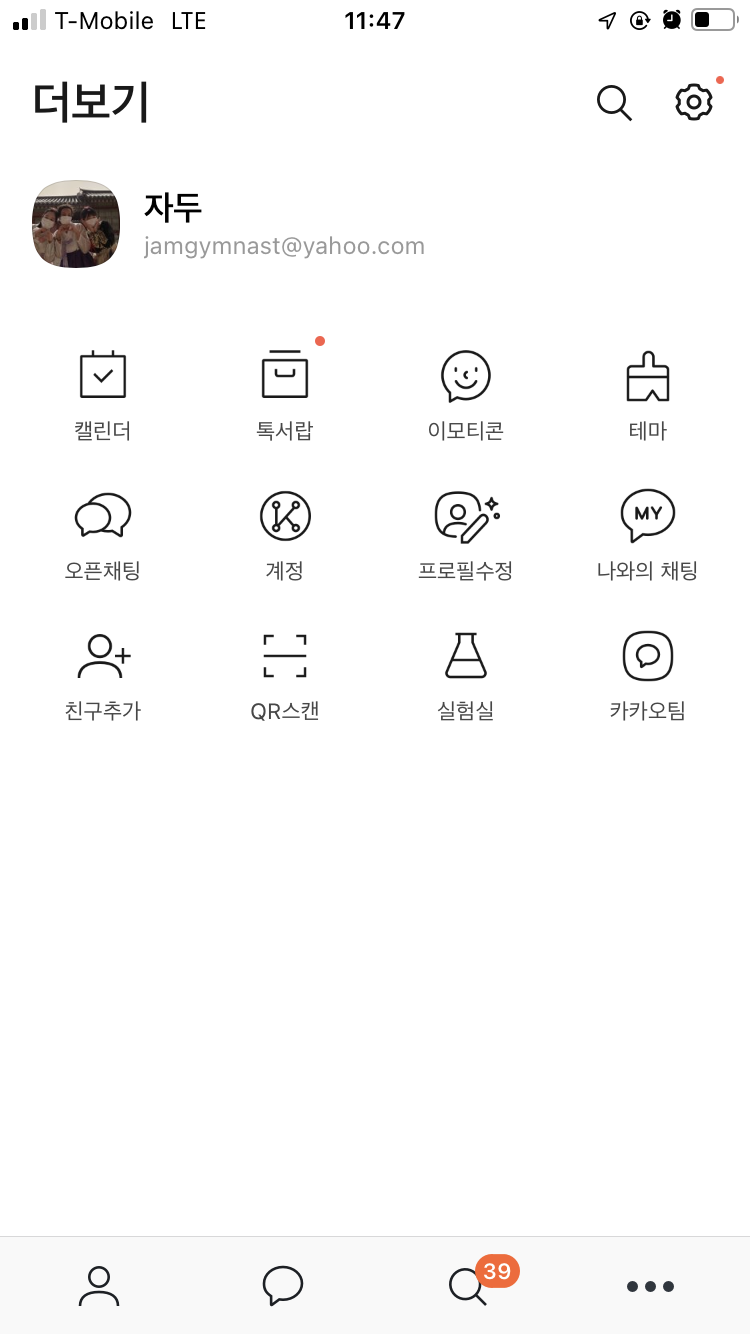 T-Mobile LTE 11:47
더보기
자두
jamgymnast@yahoo.com
캘린더 톡서랍 이모티콘 테마
MY
오픈채팅 계정 프로필수정 나와의 채팅
친구추가 QR스캔 실험실 카카오팀
39